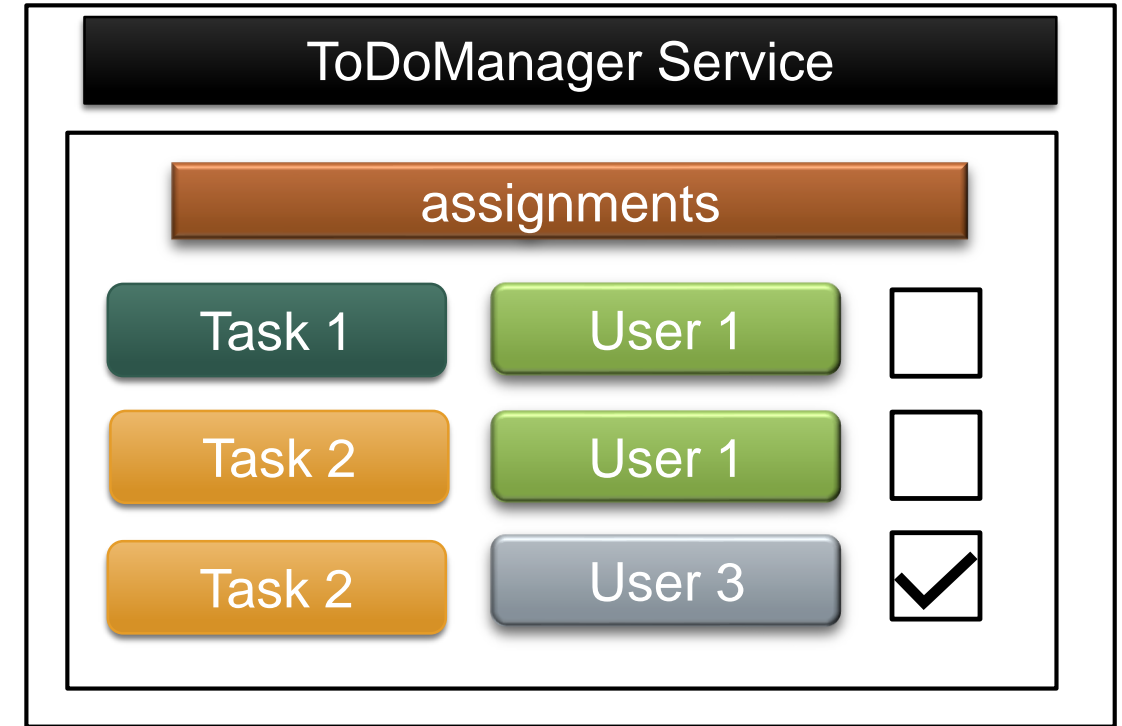 ToDoManager Service
assignments
Task 1 User 1
Task 2 User 1
Task 2 User 3